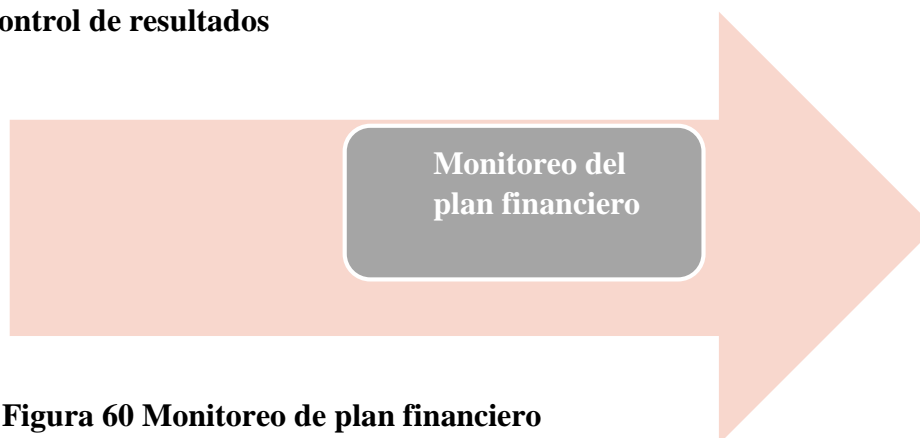 ontrol de resultados
Monitoreo del
plan financiero
Figura 60 Monitoreo de plan financiero